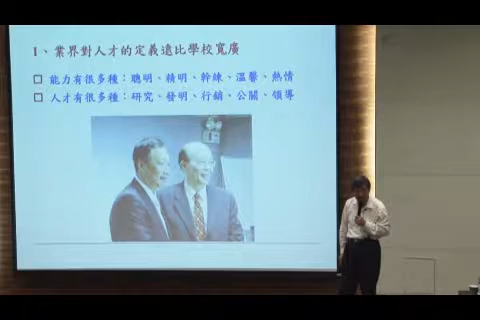 1、業界對人才的定義遠比學校寬廣
□ 能力有很多種：聰明、精明、幹練、溫馨、熱情
□ 人才有很多種：研究、發明、行銷、公關、領導